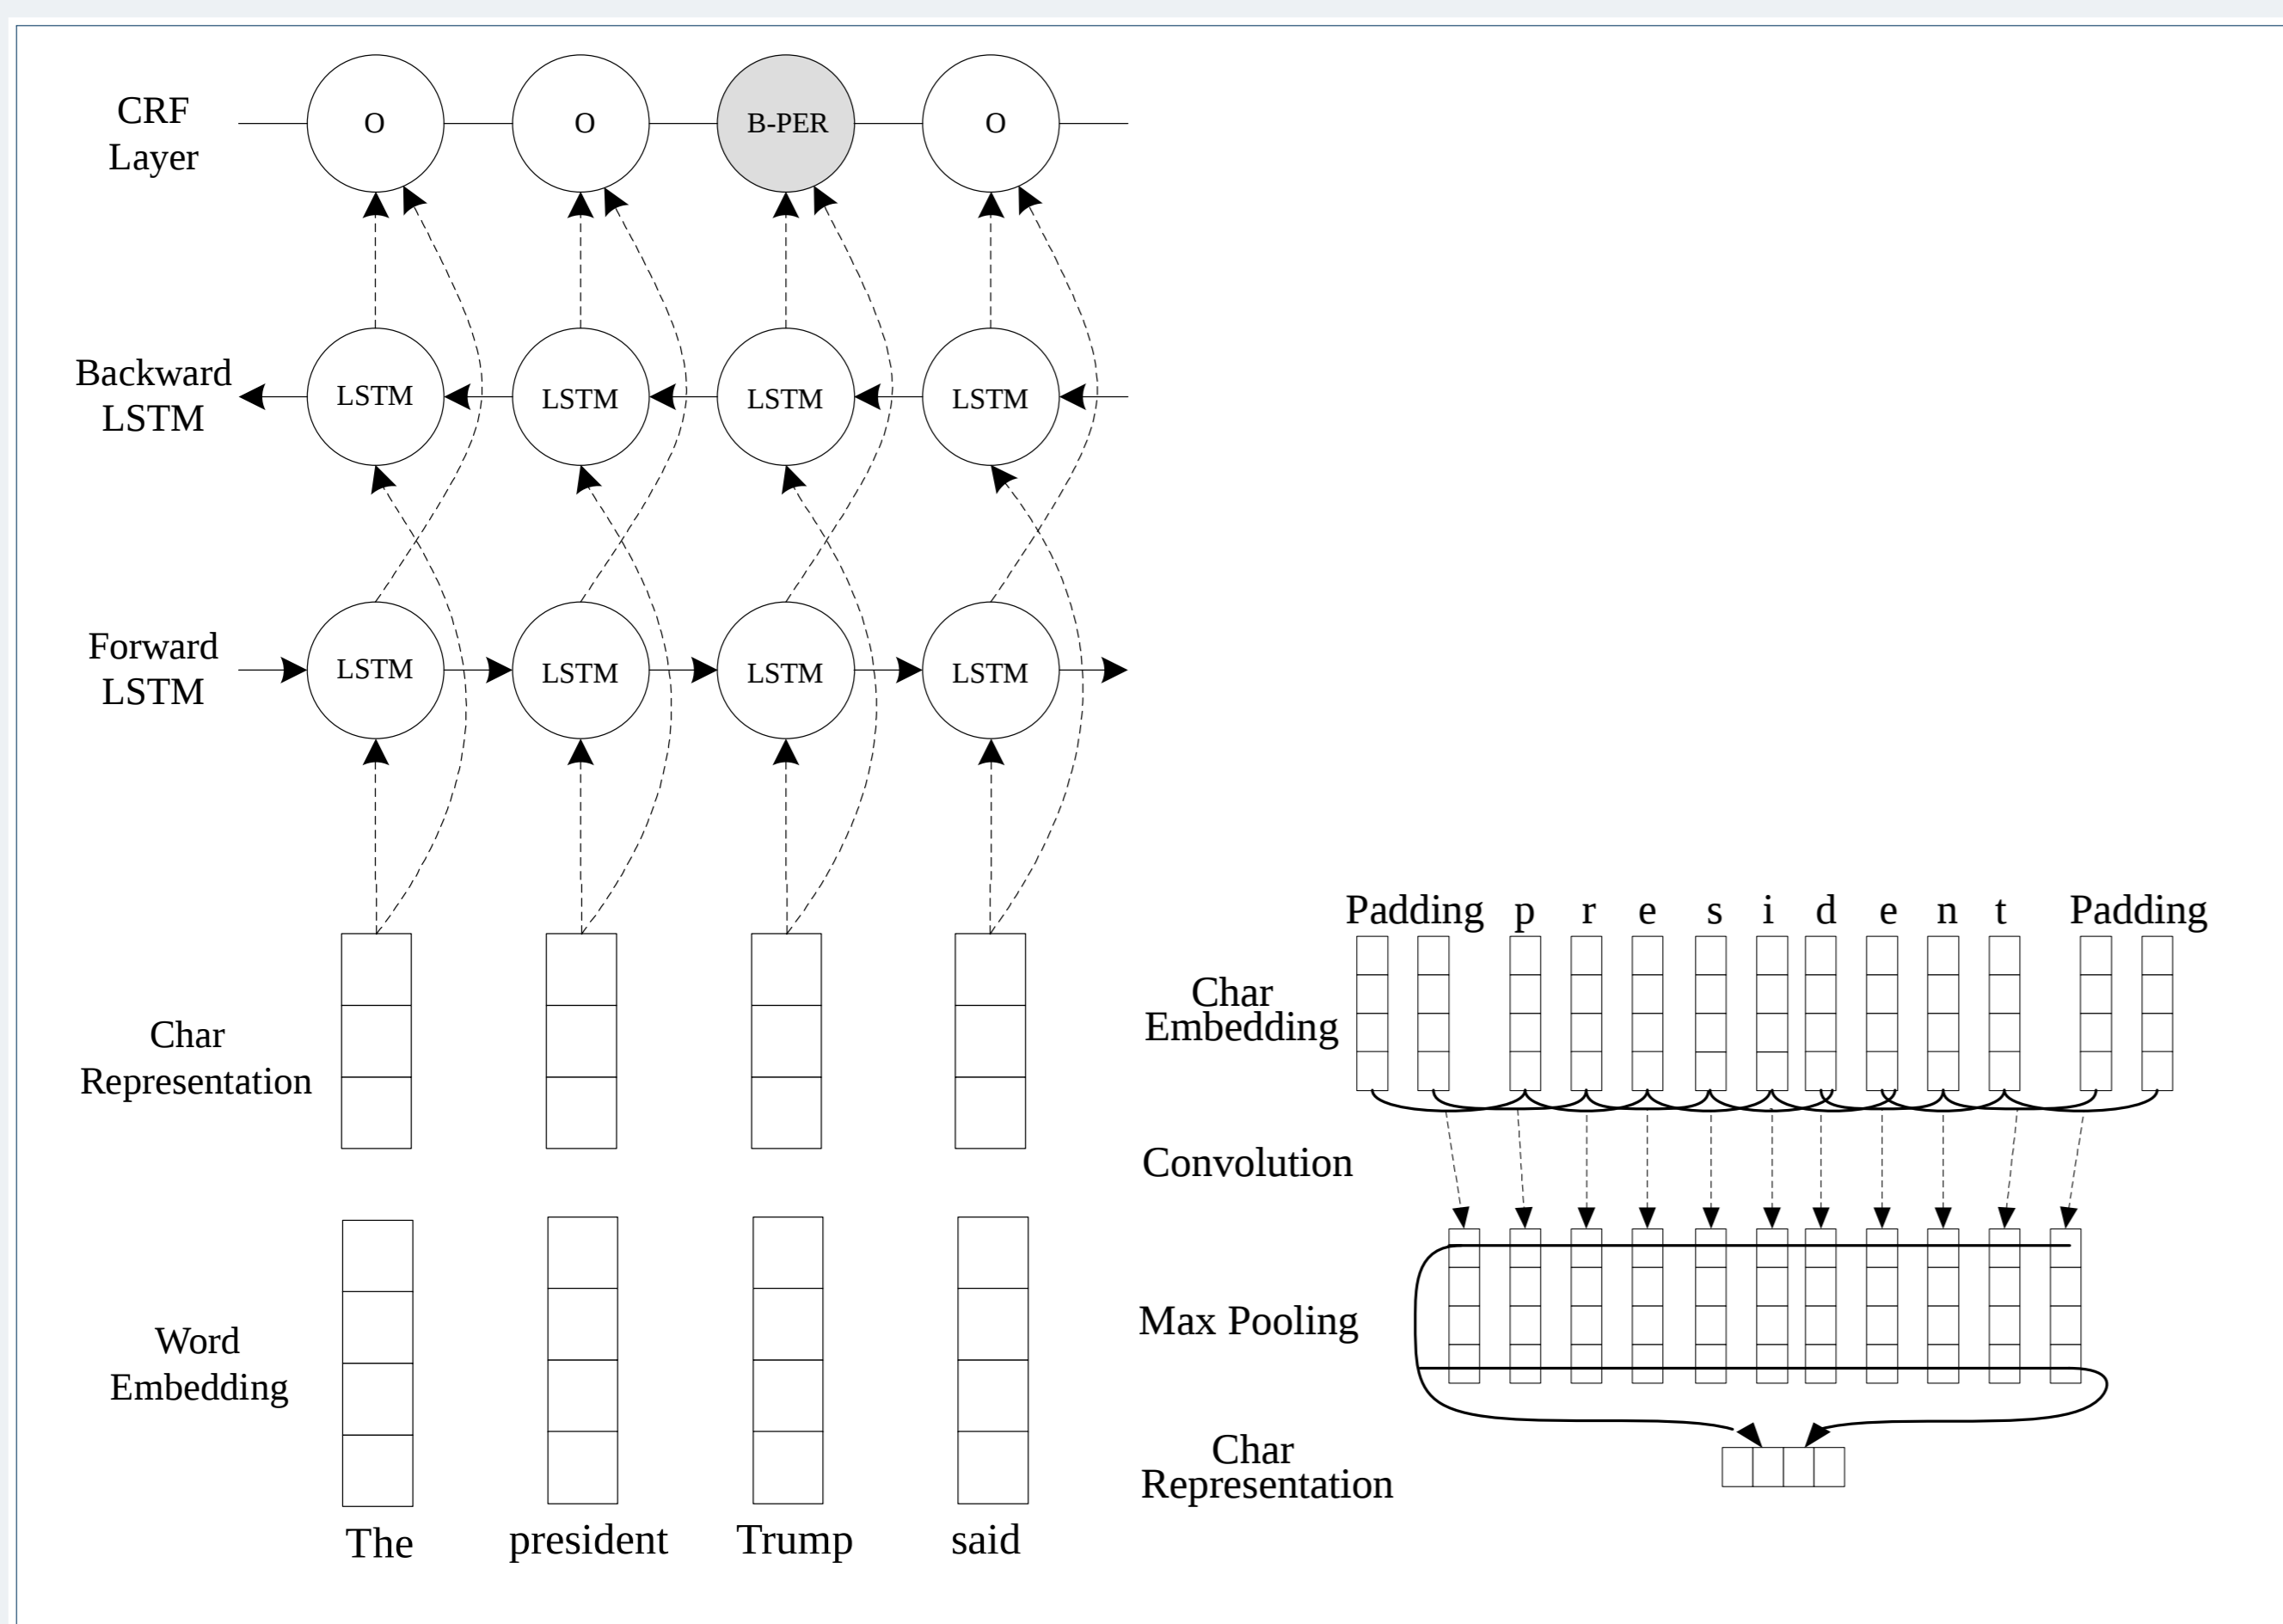 CRF
Layer
O O B-PER O
Backward
LSTM
LSTM LSTM LSTM LSTM
Forward
LSTM
LSTM LSTM LSTM LSTM
Char
Representation
Word
Embedding
The president Trump said
Padding p r e s i d e n t Padding
Char
Embedding
Convolution
Max Pooling
Char
Representation